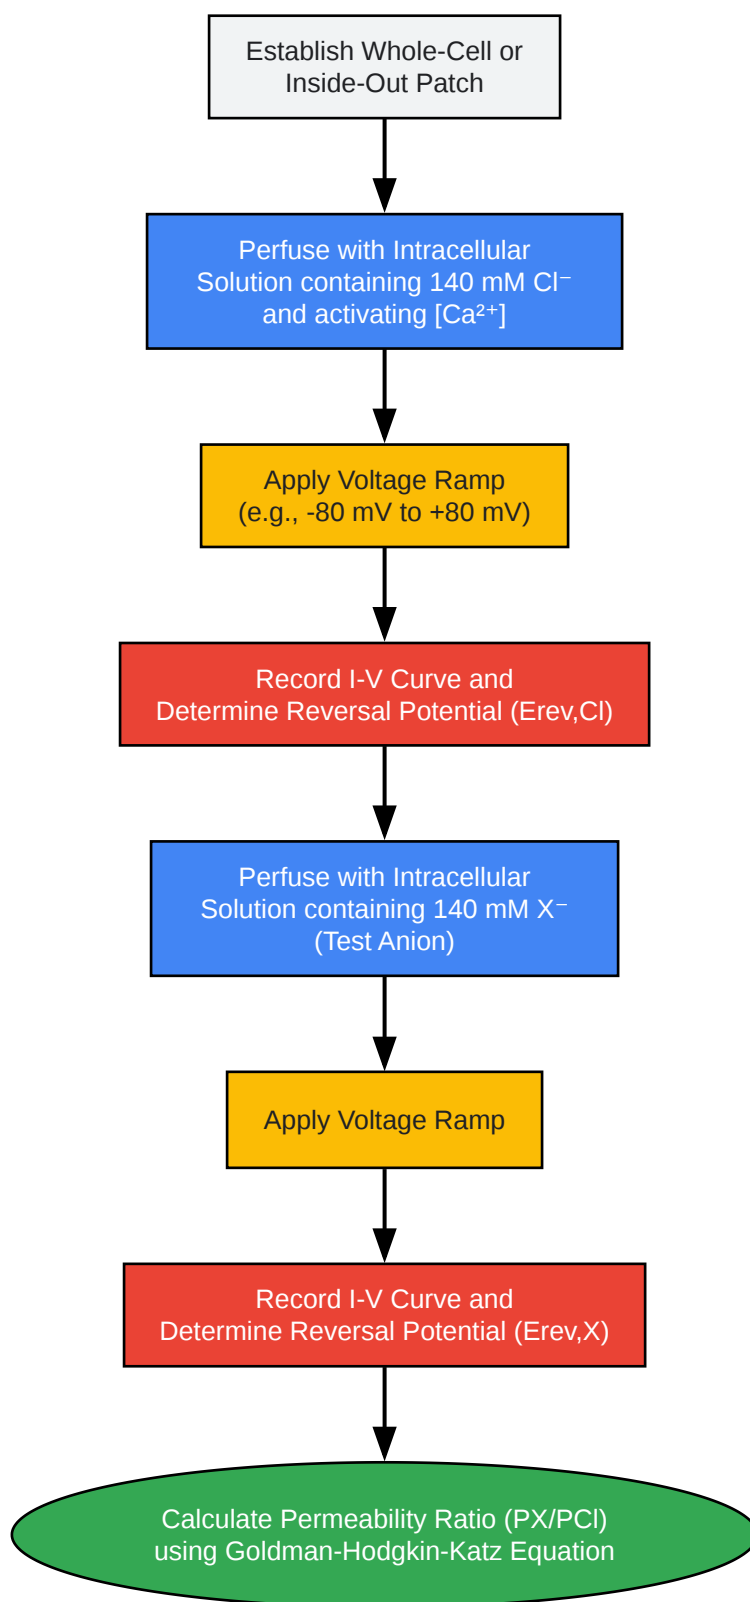 Establish Whole-Cell or
Inside-Out Patch
Perfuse with Intracellular
Solution containing 140 mM Cl⁻
and activating [Ca²⁺]
Apply Voltage Ramp
(e.g., -80 mV to +80 mV)
Record I-V Curve and
Determine Reversal Potential (Erev,Cl)
Perfuse with Intracellular
Solution containing 140 mM X⁻
(Test Anion)
Apply Voltage Ramp
Record I-V Curve and
Determine Reversal Potential (Erev,X)
Calculate Permeability Ratio (PX/PCl)
using Goldman-Hodgkin-Katz Equation